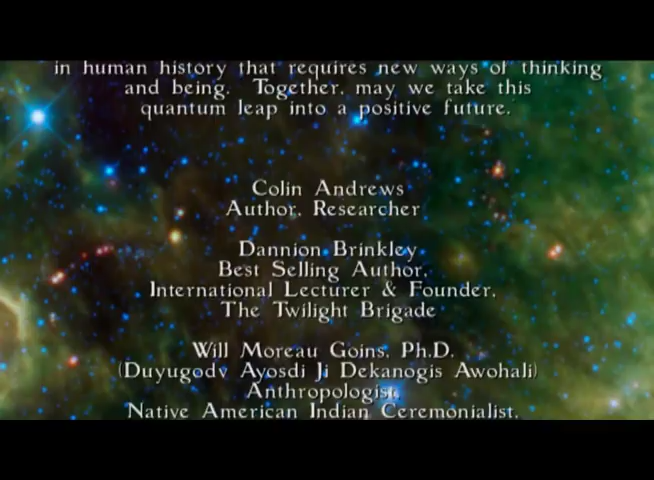 in human history that requires new ways of thinking
and being. Together, may we take this
quantum leap into a positive future.
Colin Andrews
Author, Researcher
Dannion Brinkley
Best Selling Author,
International Lecturer & Founder,
The Twilight Brigade
Will Moreau Goins, Ph.D.
(Duyugodv Ayosdi Ji Dekanogis Awohali)
Anthropologist,
Native American Indian Ceremonialist,